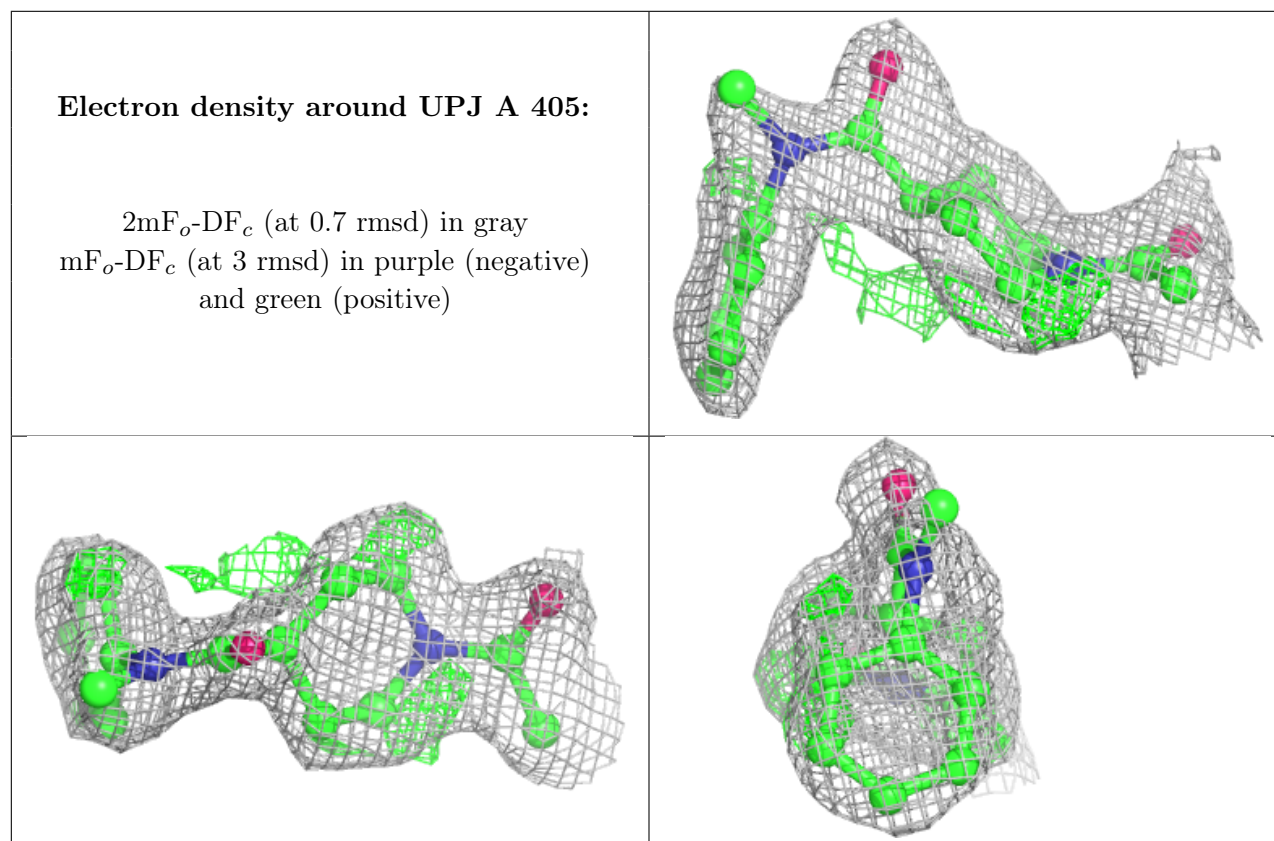 Electron density around UPJ A 405:
2mFo-DFc (at 0.7 rmsd) in gray
mFo-DFc (at 3 rmsd) in purple (negative)
and green (positive)